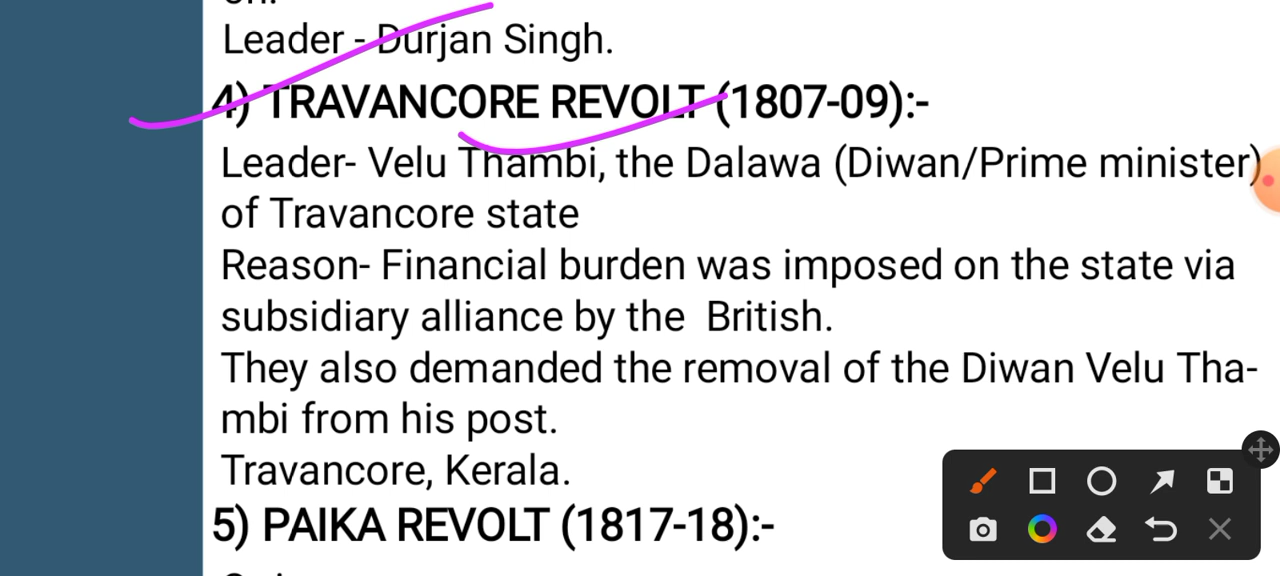 Leader - Durjan Singh.
4) TRAVANCORE REVOLT (1807-09):-
Leader- Velu Thambi, the Dalawa (Diwan/Prime minister)
of Travancore state
Reason- Financial burden was imposed on the state via
subsidiary alliance by the British.
They also demanded the removal of the Diwan Velu Tha-
mbi from his post.
Travancore, Kerala.
5) PAIKA REVOLT (1817-18):-